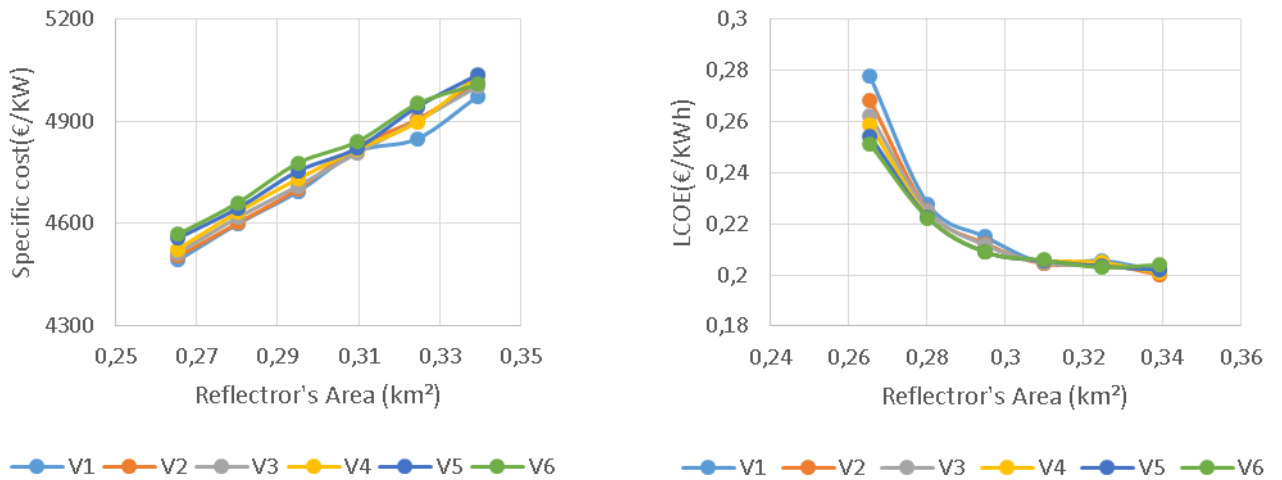 5200
4900
4600
4300
Specific cost(€/KW)
0,25 0,27 0,29 0,31 0,33 0,35
Reflectror's Area (km²)
V1 V2 V3 V4 V5 V6
0,3
0,28
0,26
0,24
0,22
0,2
0,18
LCOE(€/KWh)
0,24 0,26 0,28 0,3 0,32 0,34 0,36
Reflectror's Area (km²)
V1 V2 V3 V4 V5 V6